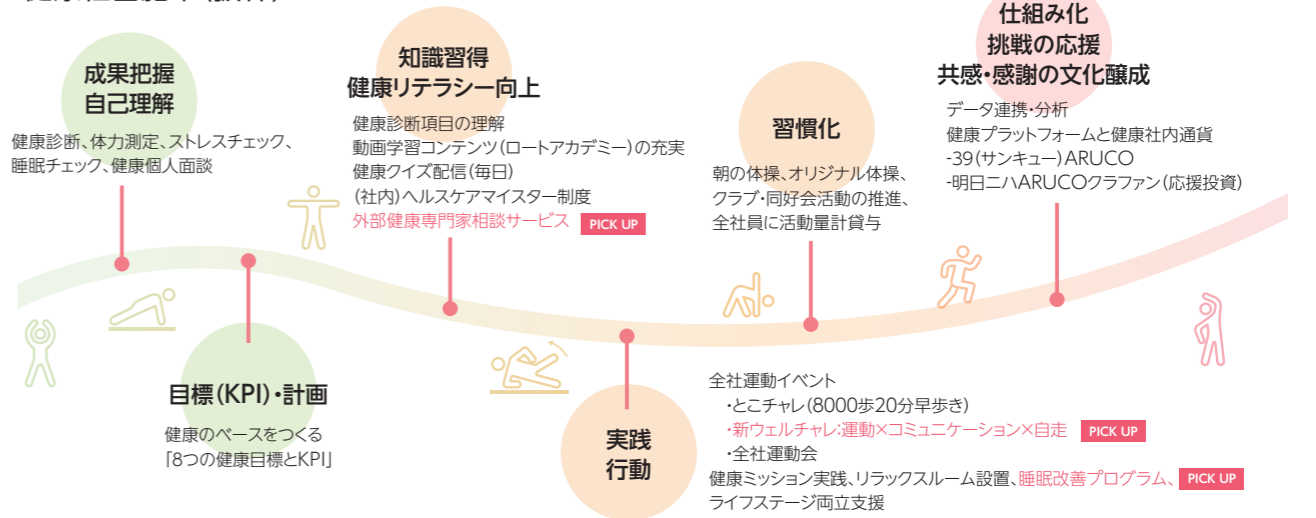 成果把握
自己理解
健康診断、体力測定、ストレスチェック、
睡眠チェック、健康個人面談
目標(KPI)・計画
健康のベースをつくる
「8つの健康目標とKPI」
知識習得
健康リテラシー向上
健康診断項目の理解
動画学習コンテンツ(ロートアカデミー)の充実
健康クイズ配信(毎日)
(社内)ヘルスケアマイスター制度
外部健康専門家相談サービス PICK UP
実践
行動
全社運動イベント
・とこチャレ(8000歩20分早歩き)
・新ウェルチャレ:運動×コミュニケーション×自走 PICK UP
・全社運動会
健康ミッション実践、リラックスルーム設置、睡眠改善プログラム、 PICK UP
ライフステージ両立支援
習慣化
朝の体操、オリジナル体操、
クラブ・同好会活動の推進、
全社員に活動量計貸与
仕組み化
挑戦の応援
共感・感謝の文化醸成
データ連携・分析
健康プラットフォームと健康社内通貨
-39(サンキュー)ARUCO
-明日ニハARUCOクラファン(応援投資)